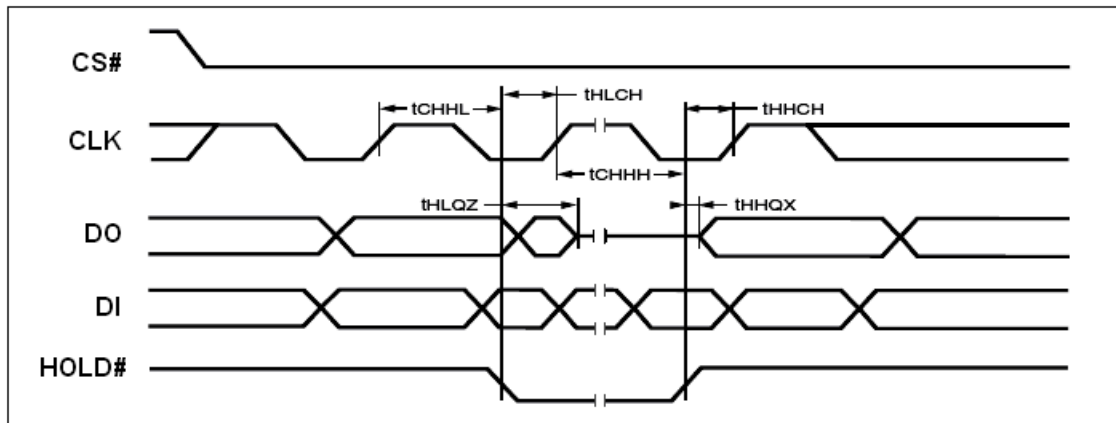 CS#
tCHHL
tHLCH
tHHCH
CLK
tCHHH
tHLQZ
tHHQX
DO
DI
HOLD#